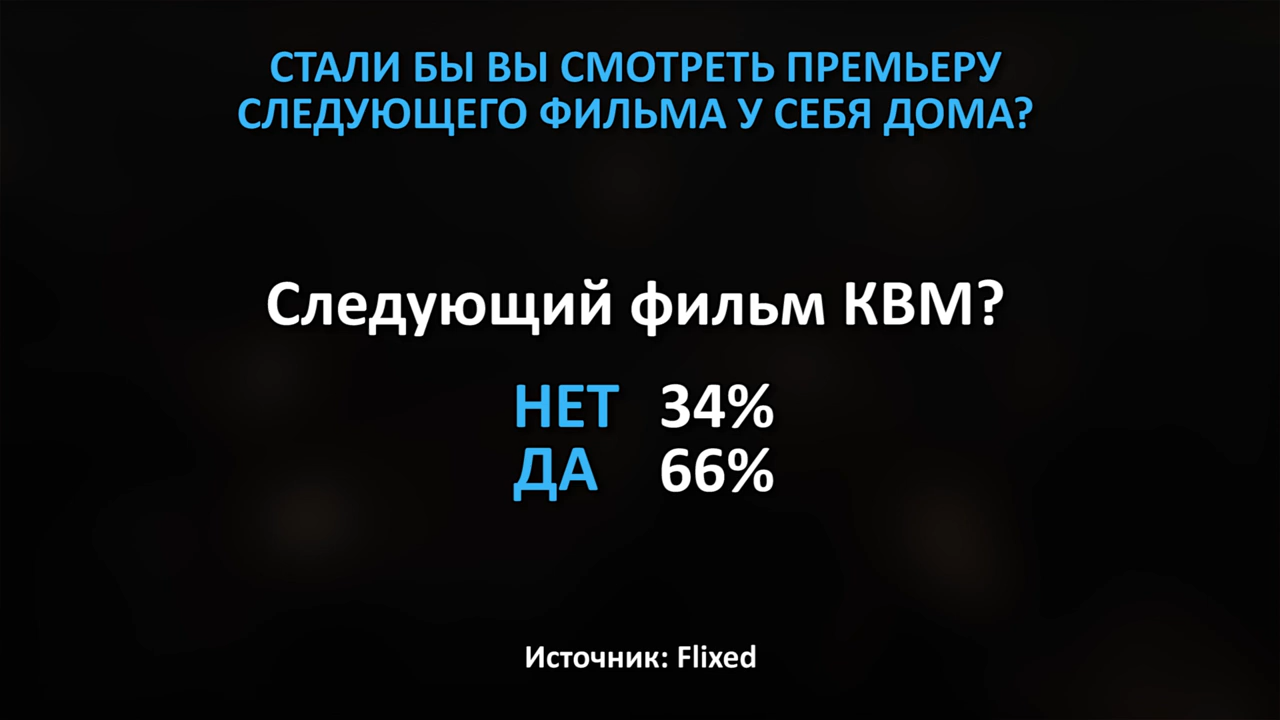 СТАЛИ БЫ ВЫ СМОТРЕТЬ ПРЕМЬЕРУ
СЛЕДУЮЩЕГО ФИЛЬМА У СЕБЯ ДОМА?
Следующий фильм КВМ?
НЕТ 34%
ДА 66%
Источник: Flixed